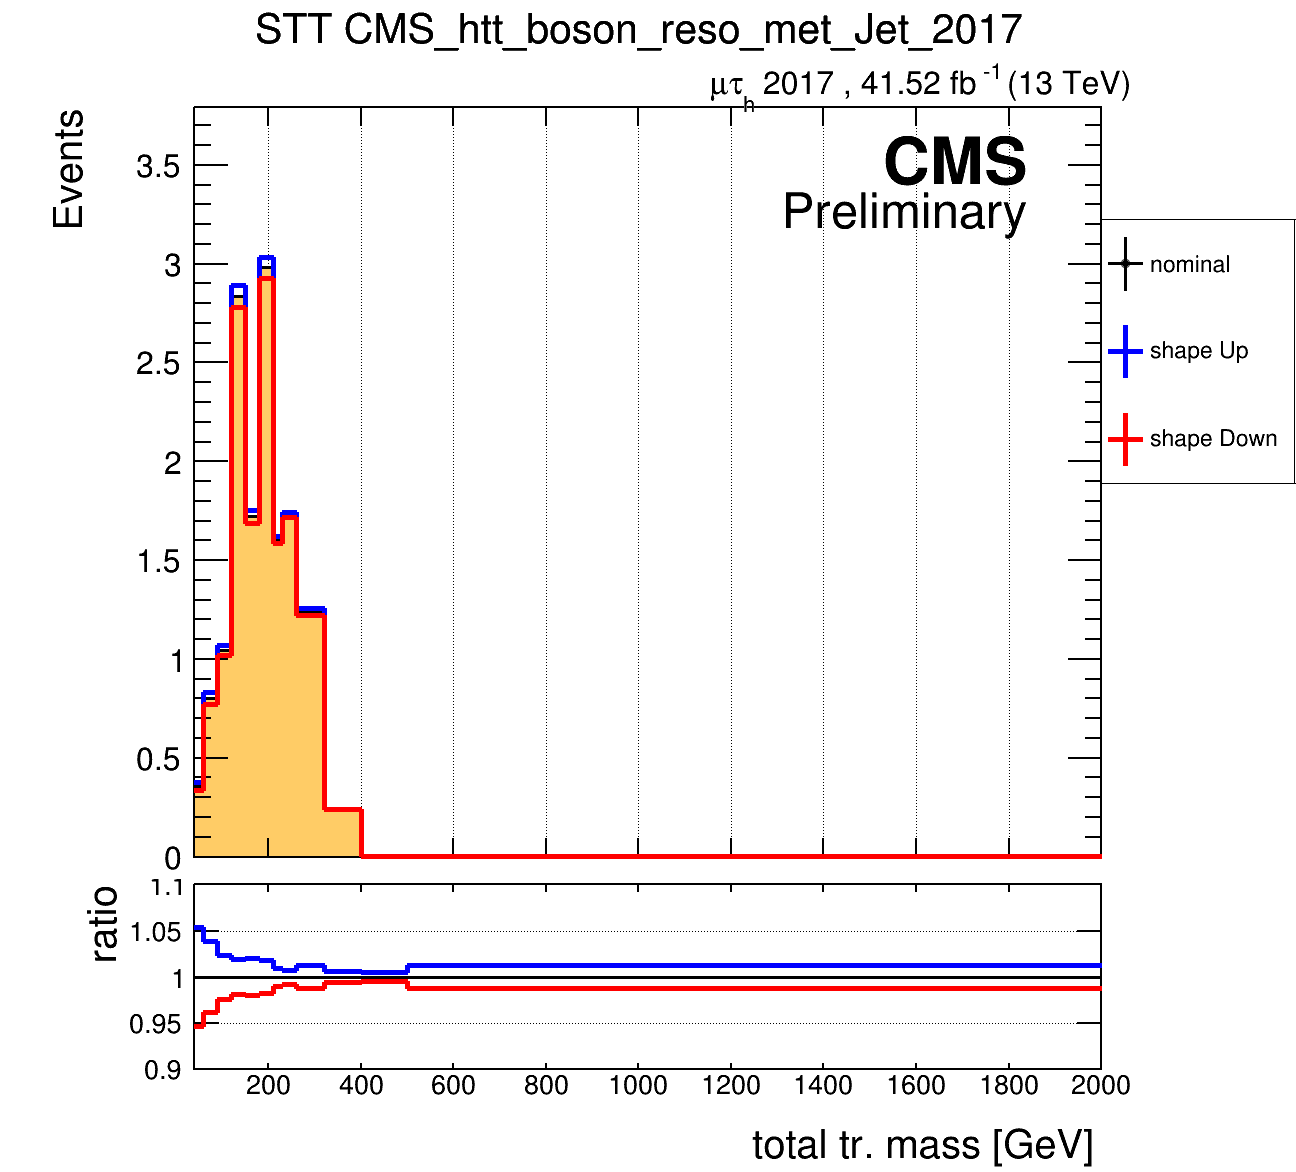 STT CMS_htt_boson_reso_met_Jet_2017
μτh 2017 , 41.52 fb-1 (13 TeV)
Events
CMS
Preliminary
3.5
3
2.5
2
1.5
1
0.5
0
nominal
shape Up
shape Down
ratio
1.1
1.05
1
0.95
0.9
200 400 600 800 1000 1200 1400 1600 1800 2000
total tr. mass [GeV]